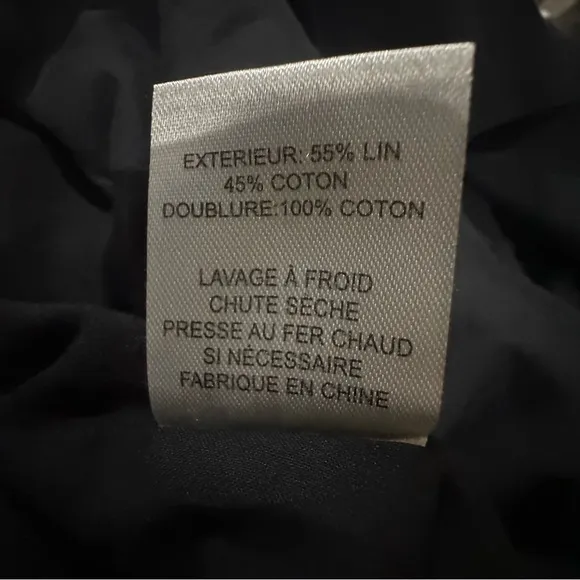 EXTERIEUR: 55% LIN
45% COTON
DOUBLURE:100% COTON
LAVAGE À FROID
CHUTE SECHE
PRESSE AU FER CHAUD
SI NÉCESSAIRE
FABRIQUE EN CHINE